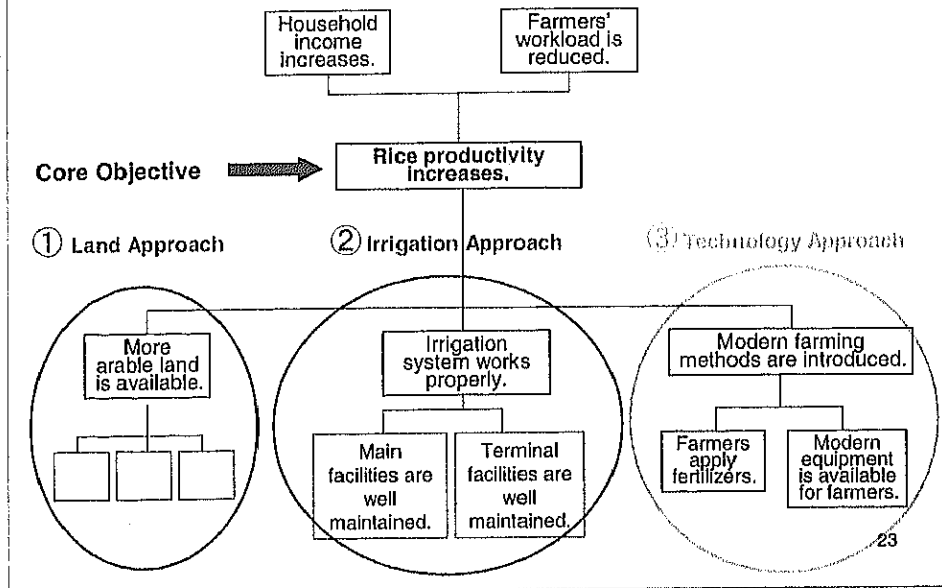 Household
income
increases.
Farmers'
workload is
reduced.
Core Objective
Rice productivity
increases.
① Land Approach
② Irrigation Approach
③ Technology Approach
More
arable land
is available.
Irrigation
system works
properly.
Modern farming
methods are introduced.
Main
facilities are
well
maintained.
Terminal
facilities are
well
maintained.
Farmers
apply
fertilizers.
Modern
equipment
is available
for farmers.
23